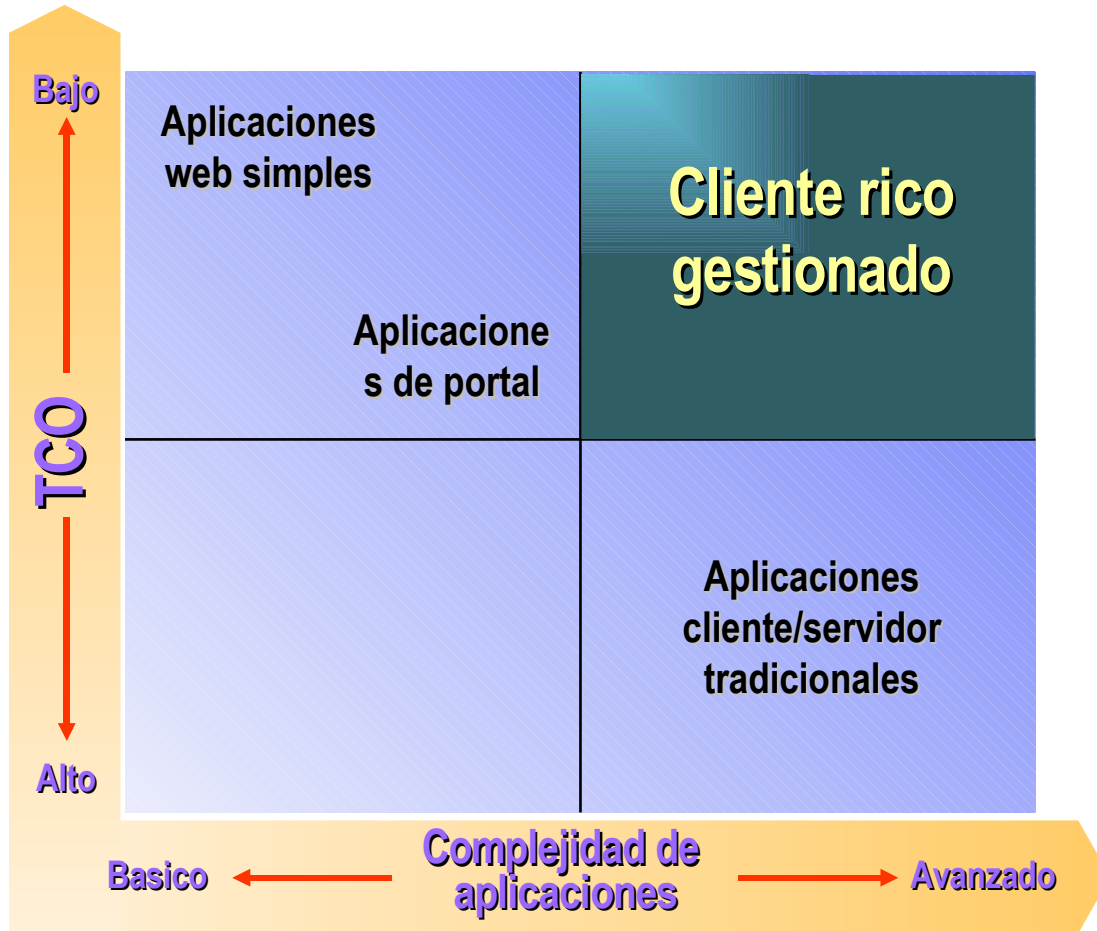 Bajo
Aplicaciones
web simples
Cliente rico
gestionado
Aplicacione
s de portal
TCO
Aplicaciones
cliente/servidor
tradicionales
Alto
Basico
Complejidad de
aplicaciones
Avanzado